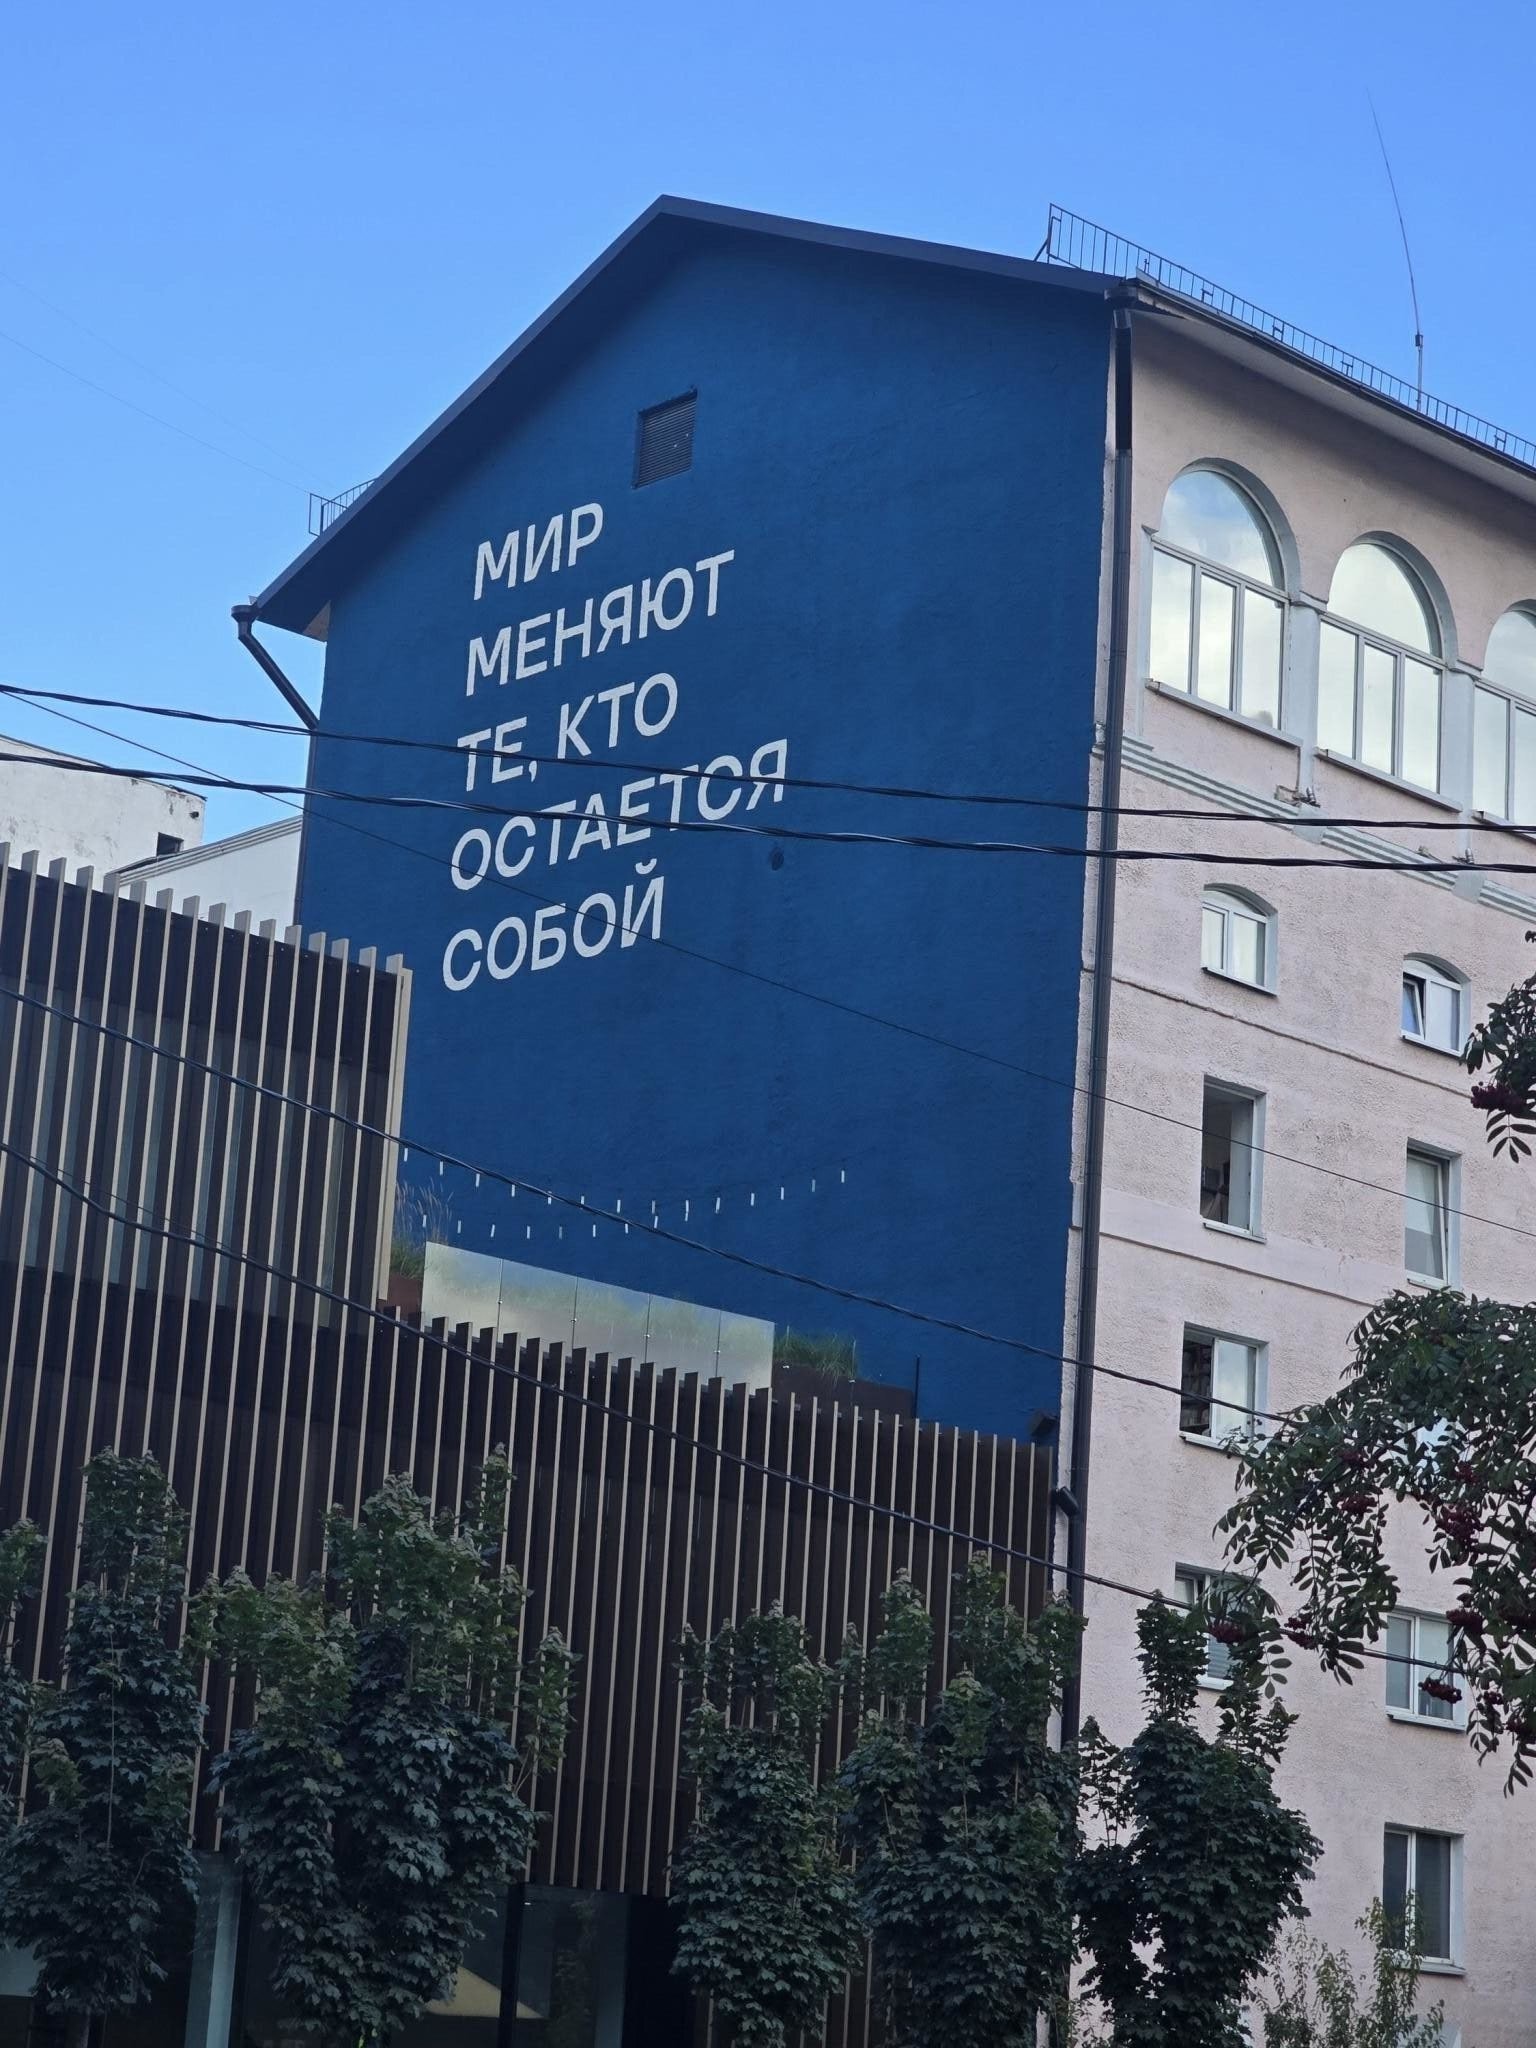 МИР
МЕНЯЮТ
ТЕ, КТО
ОСТАЕТСЯ
СОБОЙ